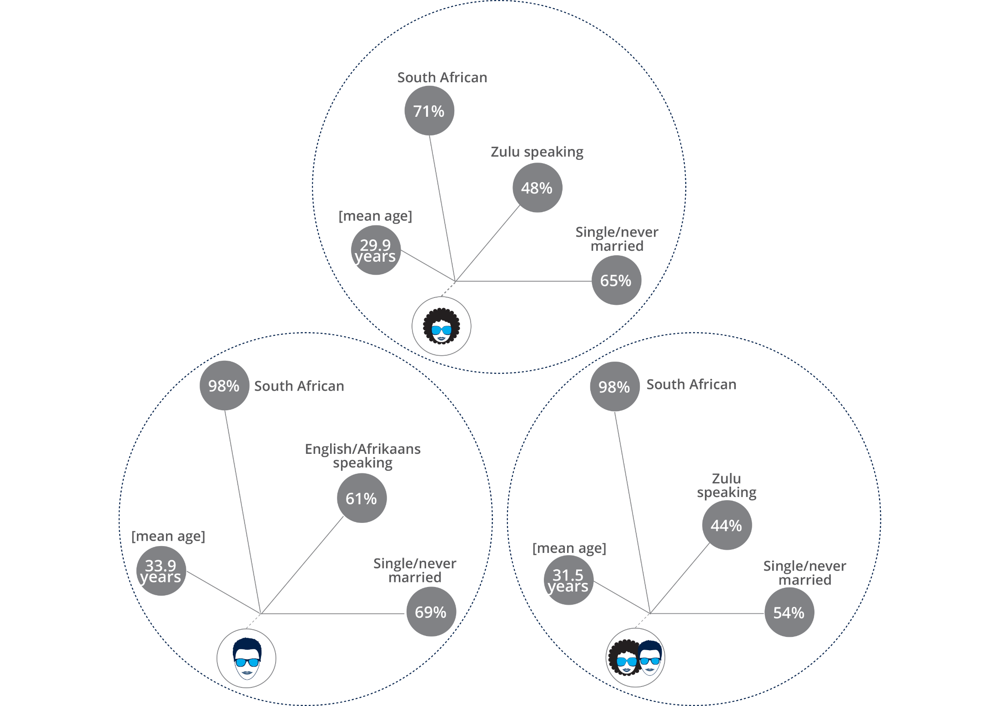 South African
71%
Zulu speaking
48%
[mean age]
29.9
years
Single/never
married
65%
98%
South African
English/Afrikaans
speaking
61%
[mean age]
33.9
years
Single/never
married
69%
98%
South African
Zulu
speaking
44%
[mean age]
31.5
years
Single/never
married
54%